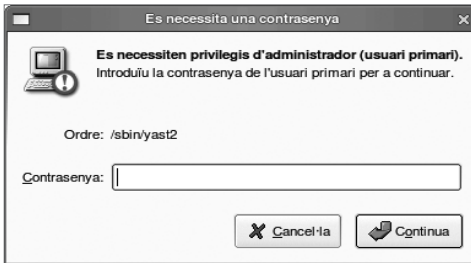 Es necessita una contrasenya
Es necessiten privilegis d'administrador (usuari primari).
Introduïu la contrasenya de l'usuari primari per a continuar.
Ordre: /sbin/yast2
Contrasenya:
Cancel·la
Continua